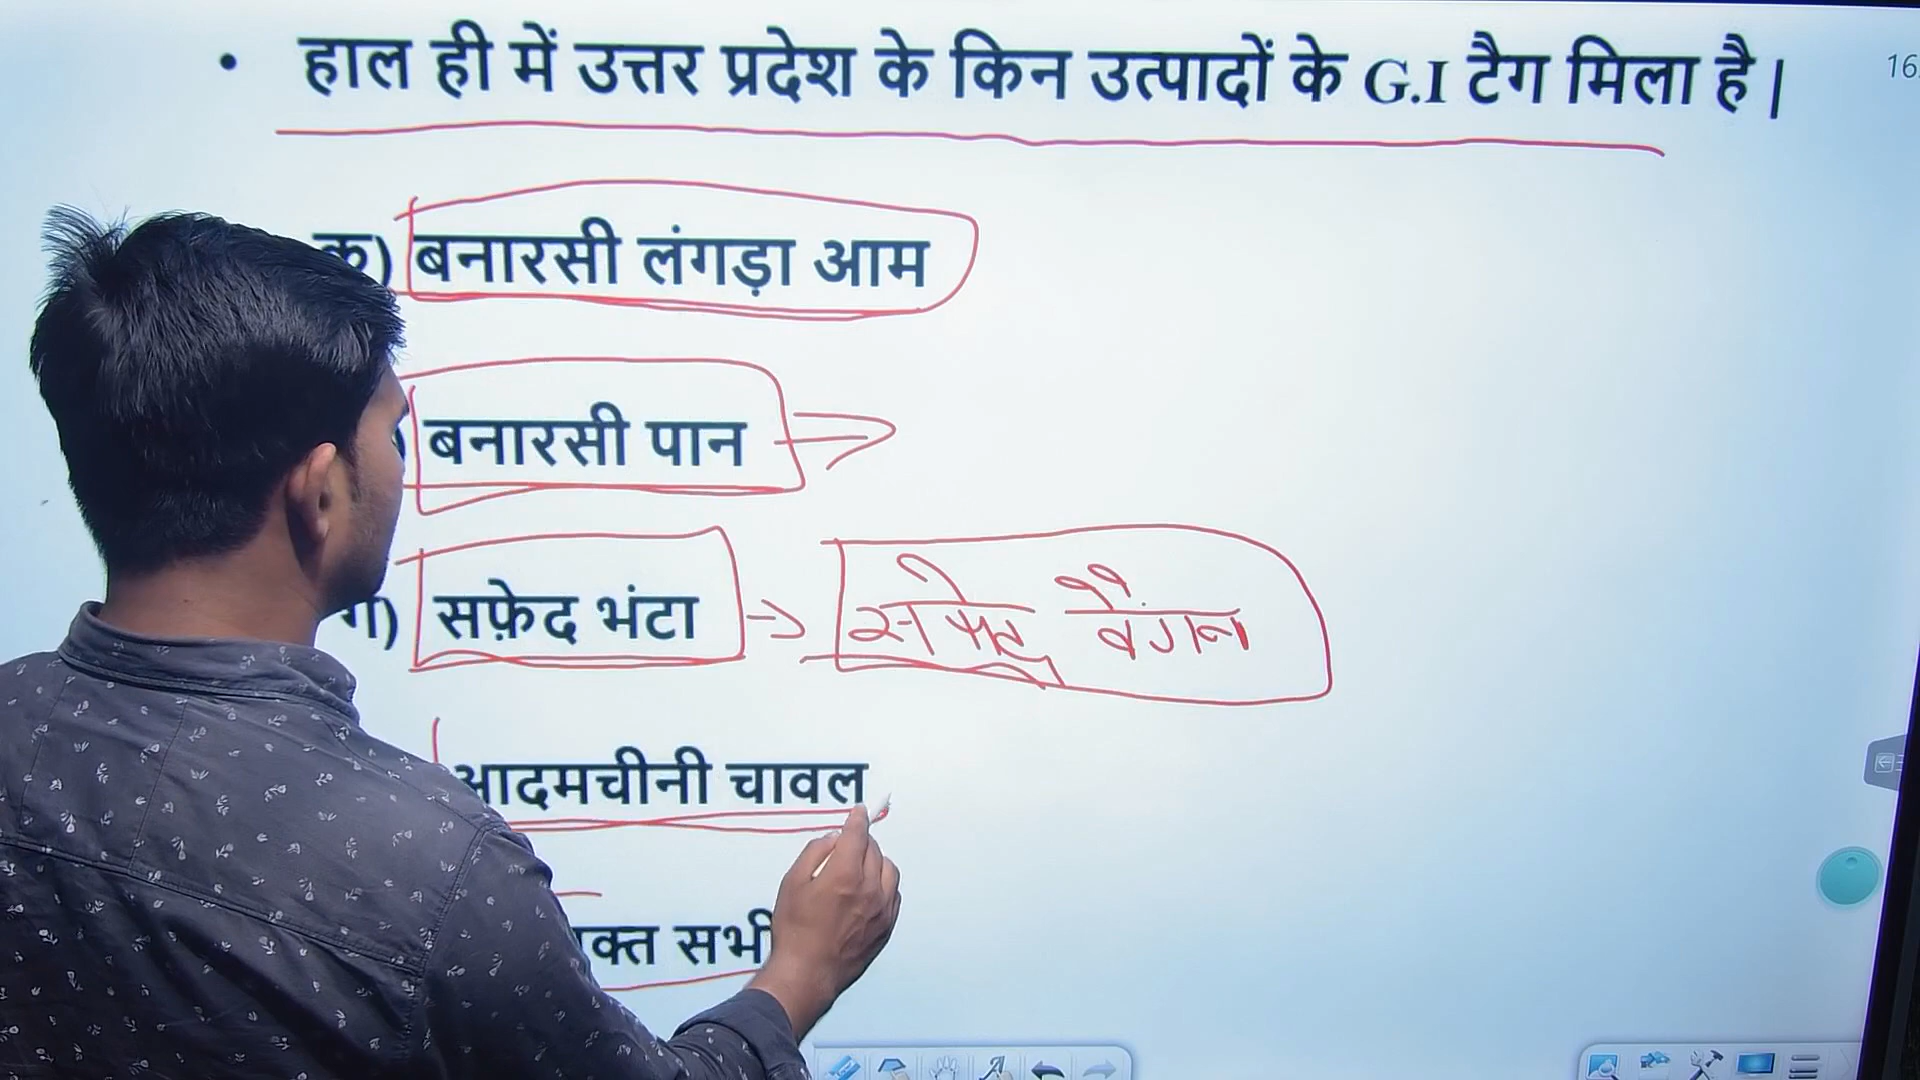 • हाल ही में उत्तर प्रदेश के किन उत्पादों के G.I टैग मिला है |
16
क) बनारसी लंगड़ा आम
बनारसी पान
ग) सफ़ेद भंटा → सफेद बैंगन
आदमचीनी चावल
सभी